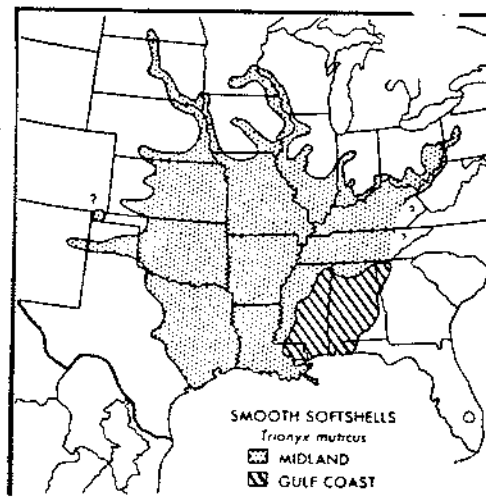 ?
?
?
SMOOTH SOFTSHELLS
Trionyx muticus
MIDLAND
GULF COAST